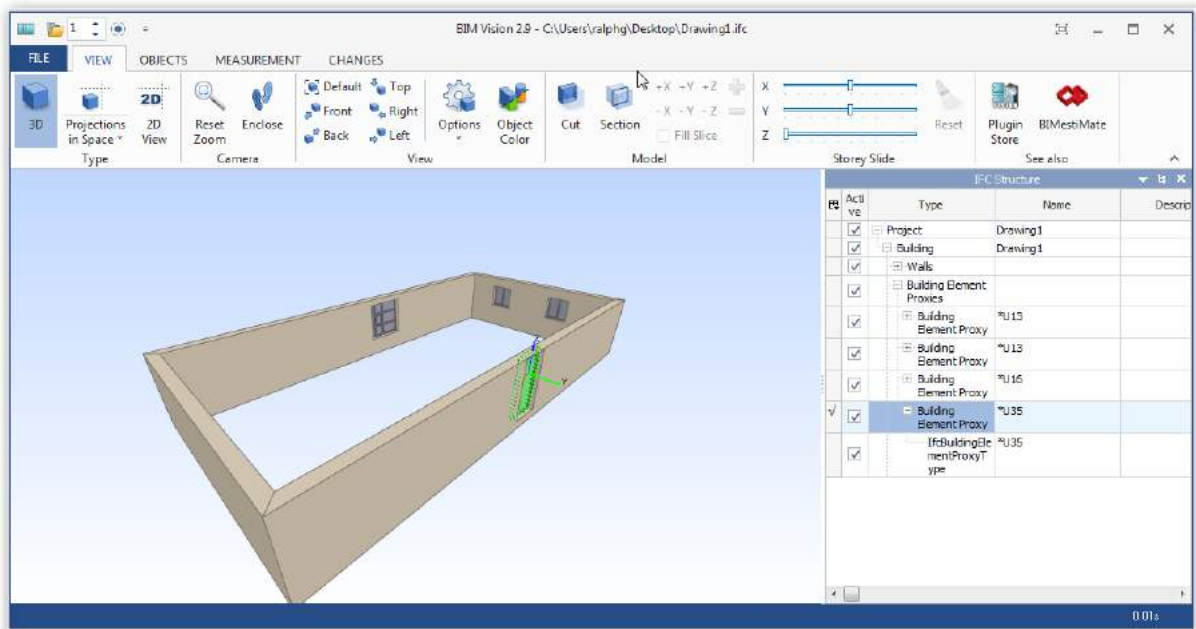 1
BIM Vision 2.9 - C:\Users\ralphg\Desktop\Drawing1.ifc
FILE VIEW OBJECTS MEASUREMENT CHANGES
3D
Projections
in Space
2D
2D
View
Type
Reset
Zoom
Enclose
Camera
Default Top
Front Right
Back Left
Options
Object
Color
View
Cut
Section
+X +Y +Z
-X -Y -Z
Fill Slice
Model
X
Y
Z
Reset
Storey Slide
Plugin
Store
BIMestiMate
See also
IFC Structure
Acti
ve
Type Name Descrip
Project Drawing1
Building Drawing1
Walls
Building Element
Proxies
Building *U13
Element Proxy
Building *U13
Element Proxy
Building *U16
Element Proxy
Building *U35
Element Proxy
IfcBuildingEle *U35
mentProxyT
ype
Z
Y
0.01s